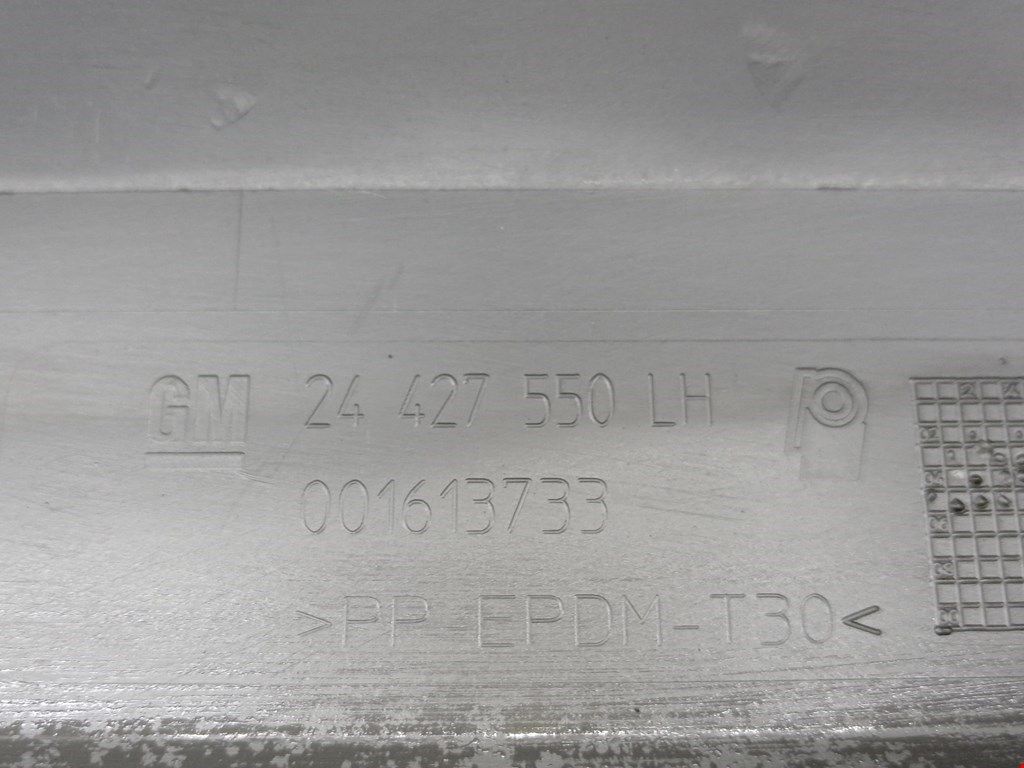 GM 24 427 550 LH
001613733
>PP EPDM-T30<